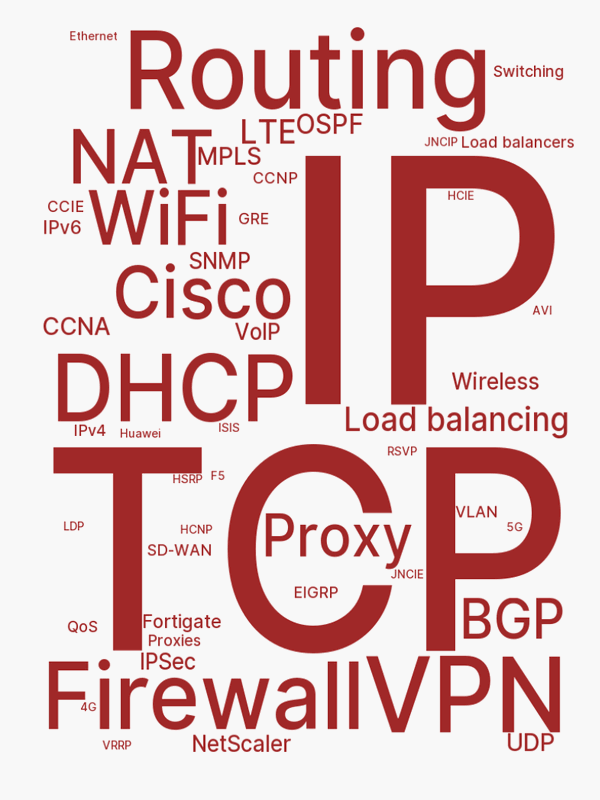 Ethernet
Routing
Switching
LTE
OSPF
NAT
MPLS
JNCIP
Load balancers
CCNP
IP
HCIE
CCIE
WiFi
GRE
IPv6
SNMP
Cisco
AVI
CCNA
VoIP
DHCP
Wireless
Load balancing
IPv4
Huawei
ISIS
TCP
RSVP
HSRP
F5
VLAN
LDP
HCNP
Proxy
5G
SD-WAN
JNCIE
EIGRP
BGP
QoS
Fortigate
Proxies
IPSec
Firewall
VPN
4G
VRRP
NetScaler
UDP